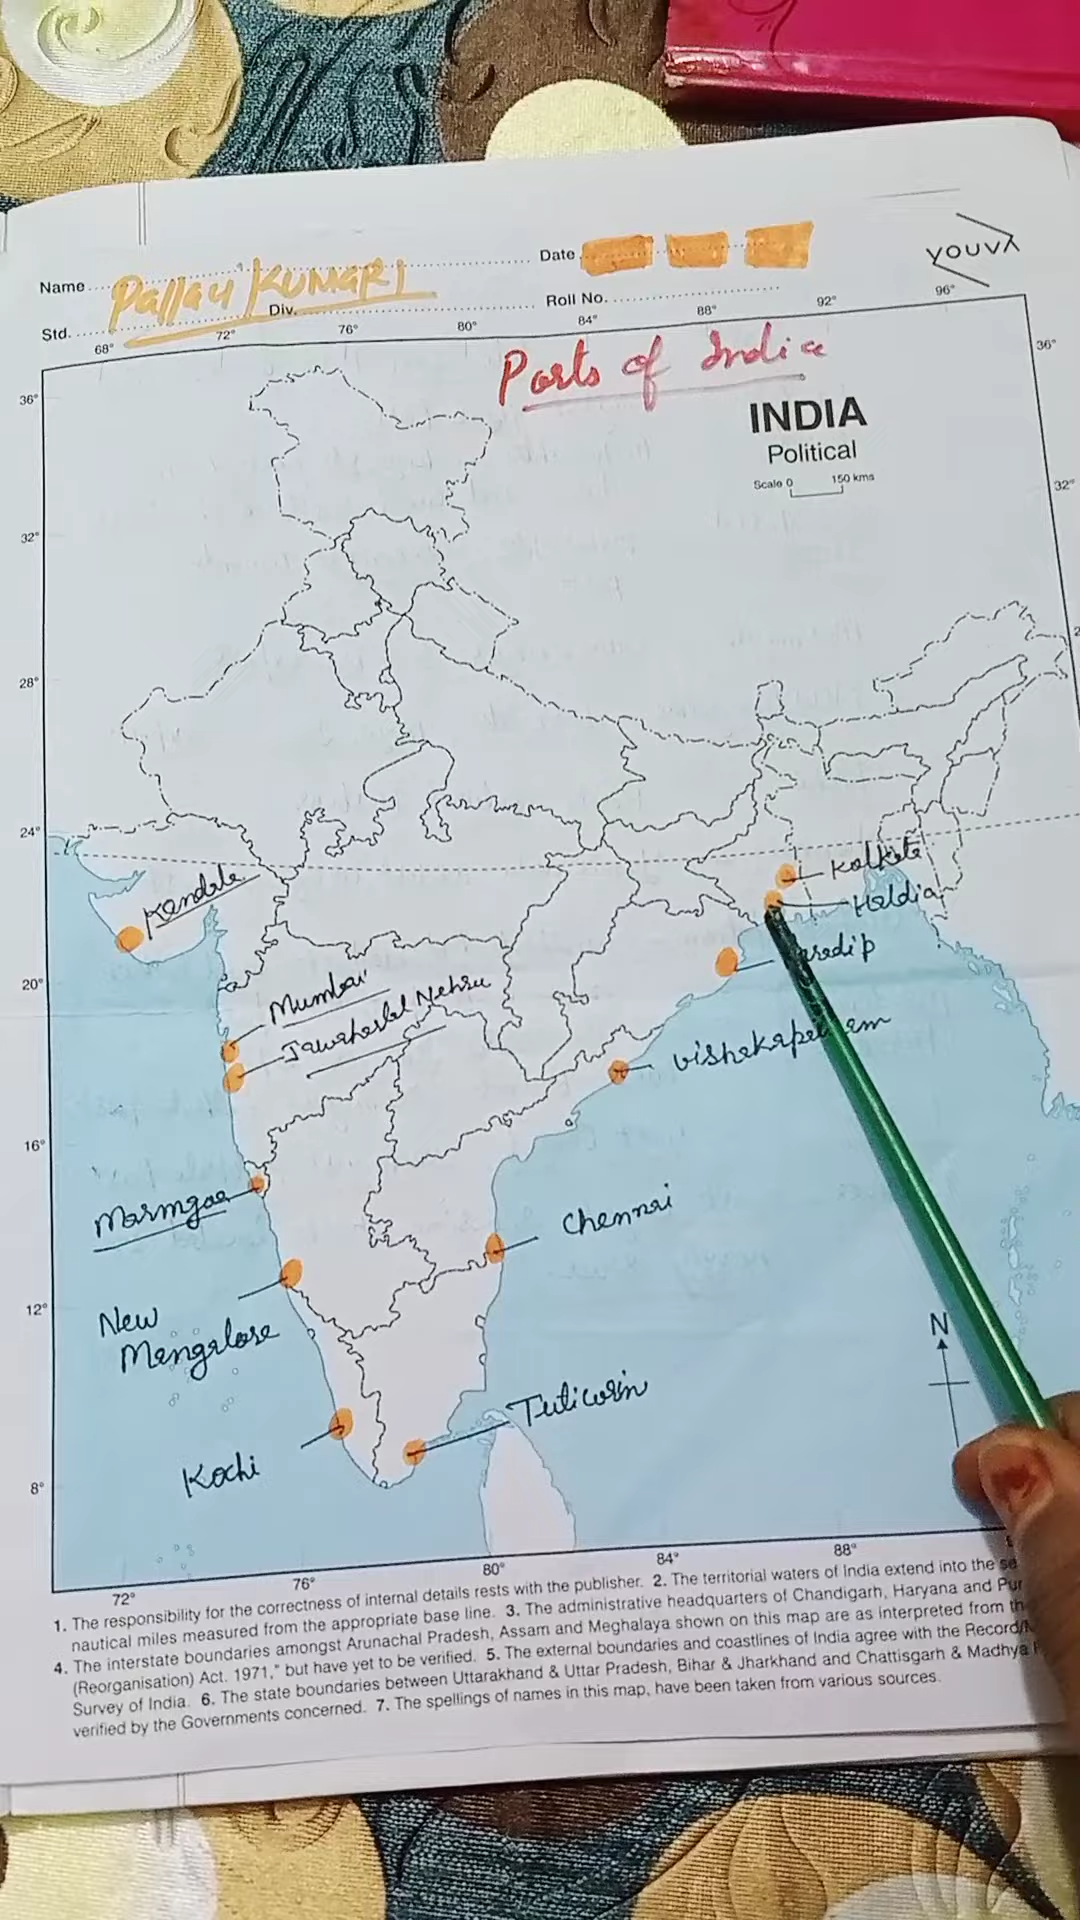 Name
Pallavi KUMARI
Date
YOUVA
Std.
Div.
Roll No.
68° 72° 76° 80° 84° 88° 92° 96°
Ports of India
36°
36°
INDIA
Political
Scale 0 150 kms
32°
32°
28°
24°
Kandala
Kolkata
Haldia
Paradip
20°
Mumbai
Jawaharlal Nehru
Vishakapatnam
16°
Marmgao
Chennai
12°
New
Mangalore
N
Tuticorin
Kochi
8°
72° 76° 80° 84° 88°
1. The responsibility for the correctness of internal details rests with the publisher. 2. The territorial waters of India extend into the se
nautical miles measured from the appropriate base line. 3. The administrative headquarters of Chandigarh, Haryana and Pun
4. The interstate boundaries amongst Arunachal Pradesh, Assam and Meghalaya shown on this map are as interpreted from th
(Reorganisation) Act. 1971," but have yet to be verified. 5. The external boundaries and coastlines of India agree with the Record/M
Survey of India. 6. The state boundaries between Uttarakhand & Uttar Pradesh, Bihar & Jharkhand and Chattisgarh & Madhya
verified by the Governments concerned. 7. The spellings of names in this map, have been taken from various sources.